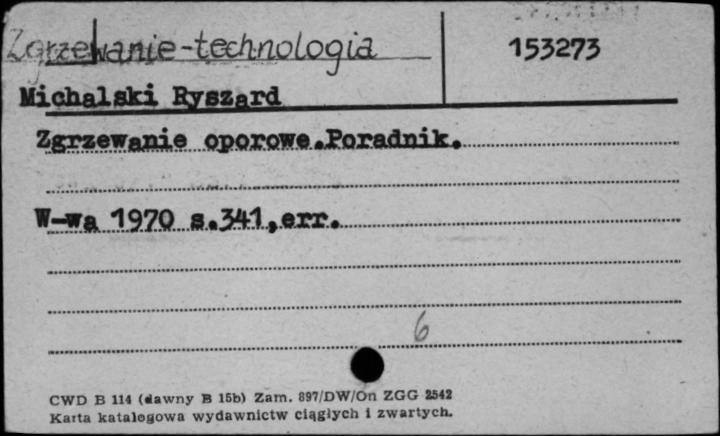 Zgrzewanie-technologia
153273
Michalski Ryszard
Zgrzewanie oporowe.Poradnik.
W-wa 1970 s.341,err.
6
CWD B 114 (dawny B 15b) Zam. 897/DW/On ZGG 2542
Karta katalogowa wydawnictw ciągłych i zwartych.